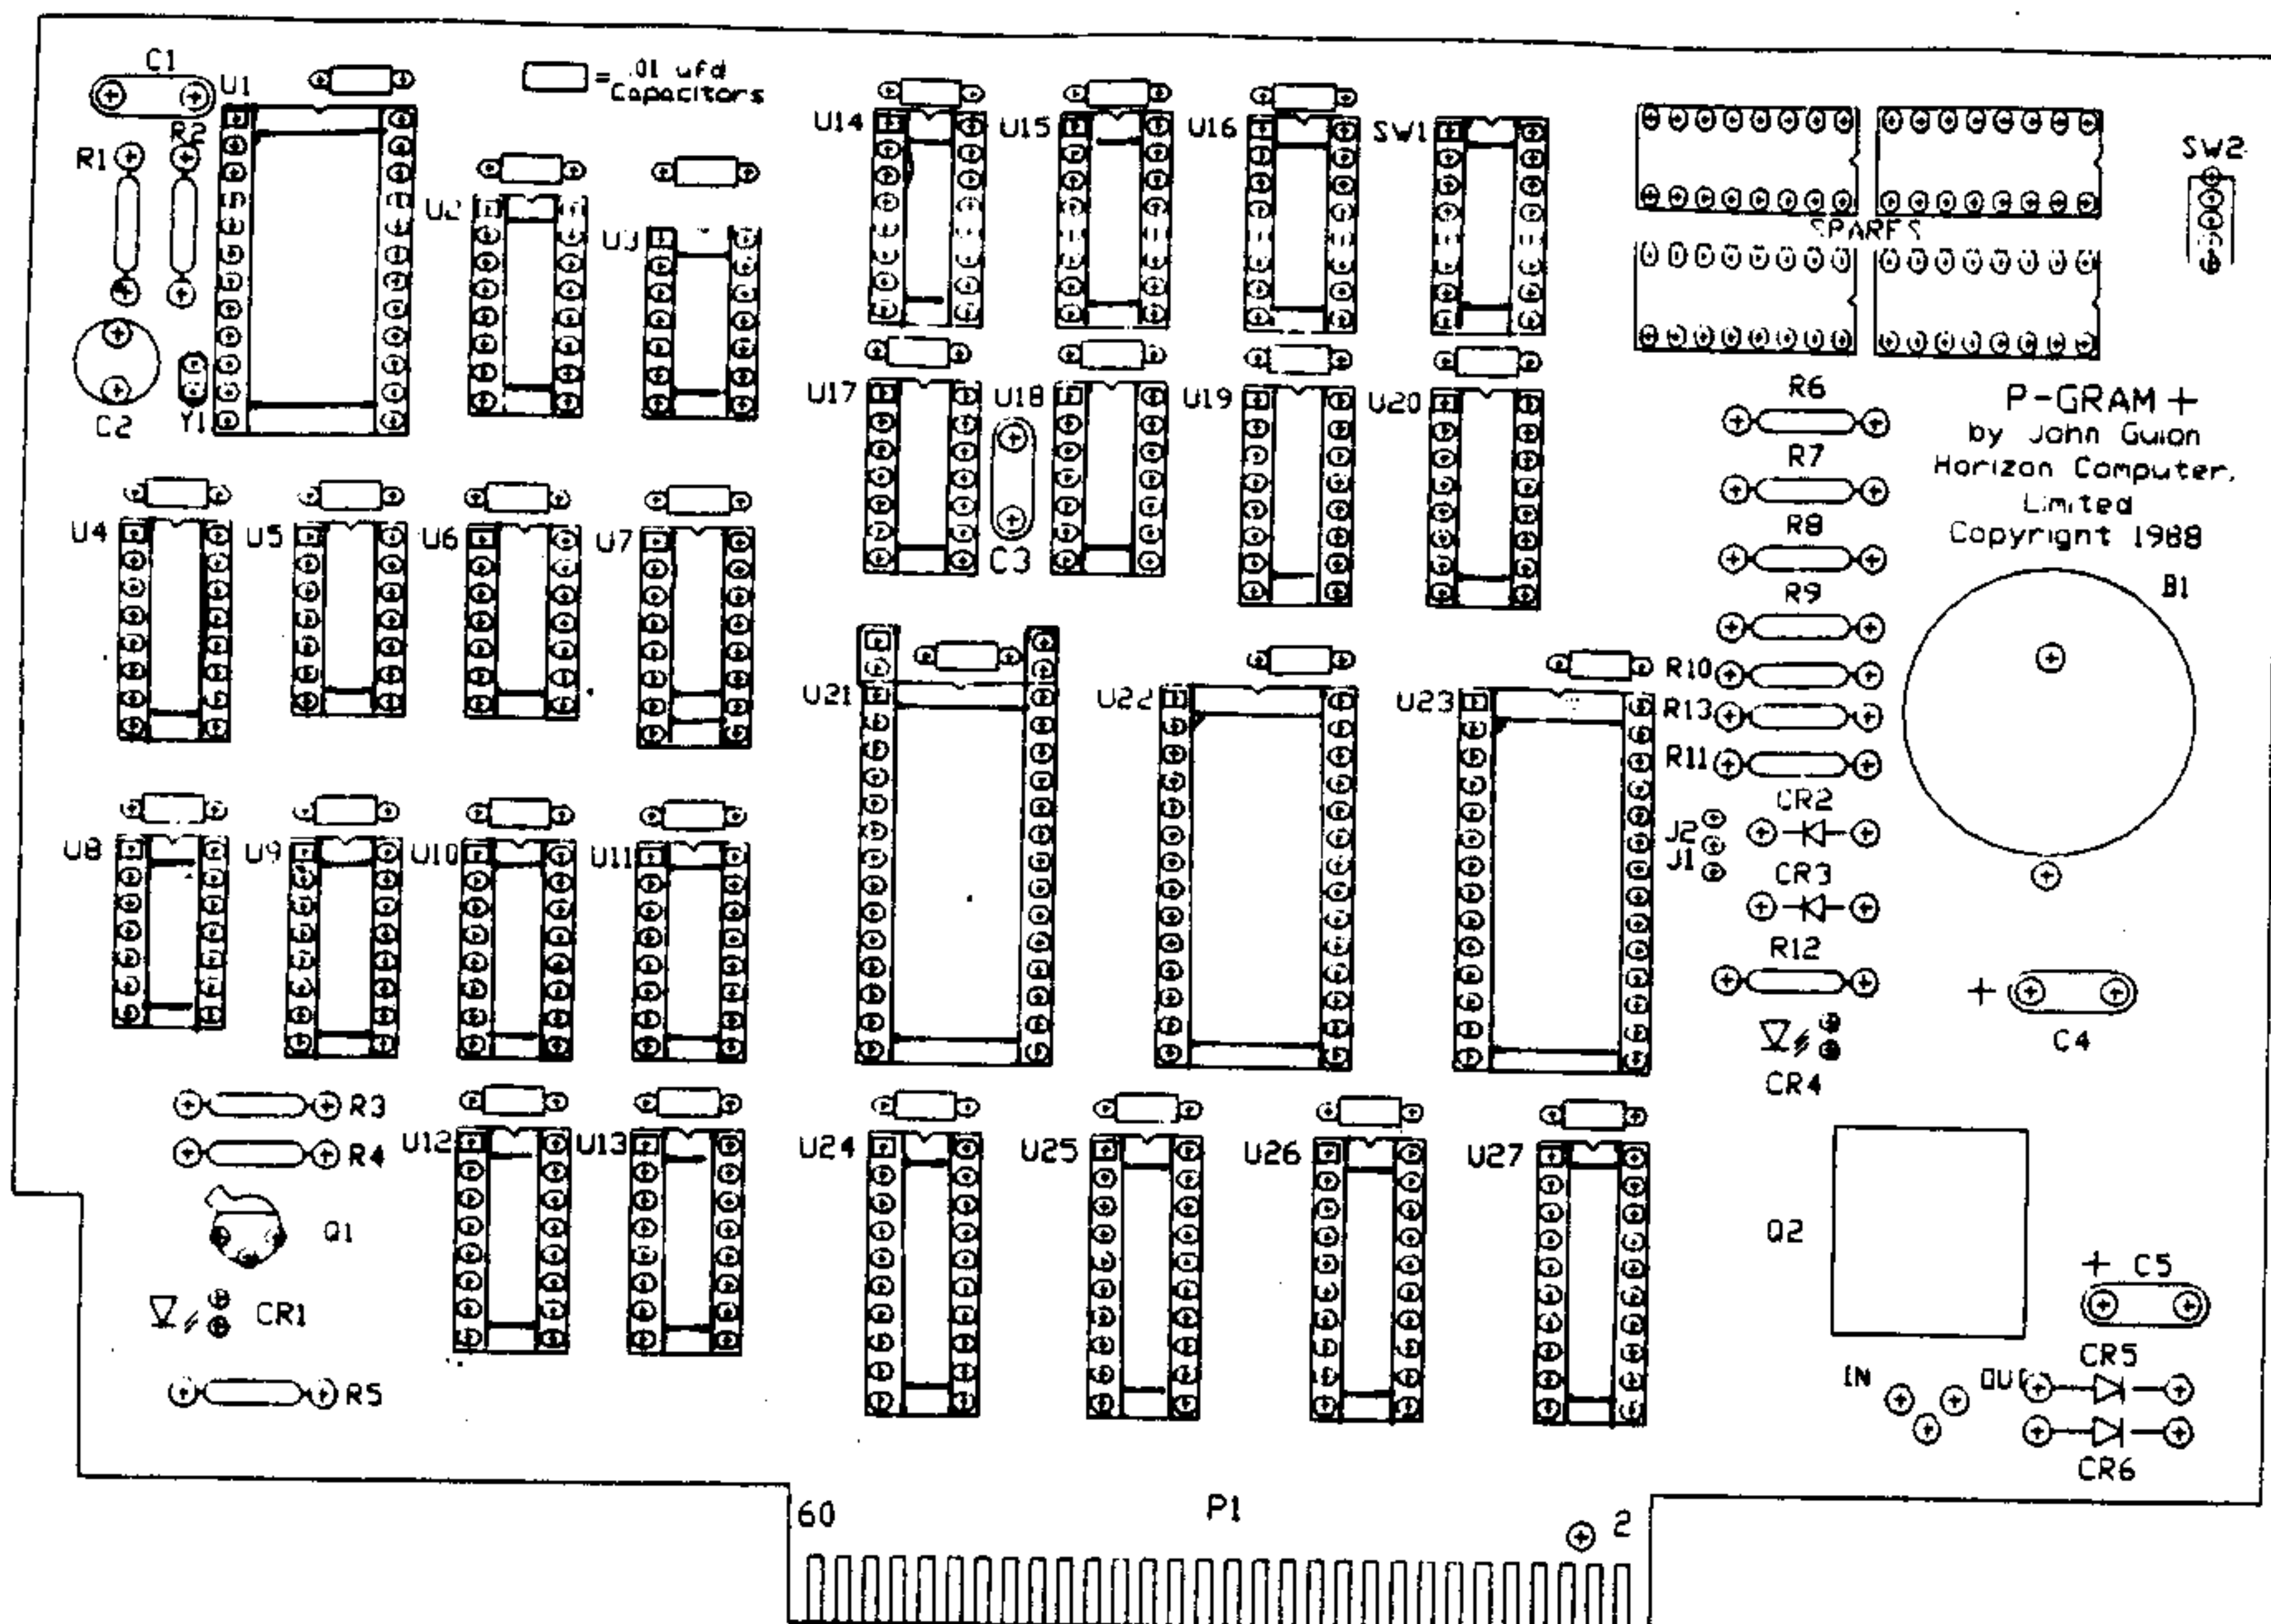 C1
U1
= .01 ufd
Capacitors
U14
U15
U16
SW1
SW2
R1
R2
U2
U3
SPARES
C2
Y1
U17
U18
U19
U20
C3
R6
P-GRAM +
by John Guion
Horizon Computer,
Limited
Copyright 1988
R7
R8
R9
B1
U4
U5
U6
U7
U21
U22
U23
R10
R13
R11
CR2
J2
J1
CR3
R12
+
C4
CR4
U8
U9
U10
U11
R3
R4
U12
U13
U24
U25
U26
U27
Q1
Q2
CR1
+ C5
R5
IN
OUT
CR5
CR6
60
P1
2